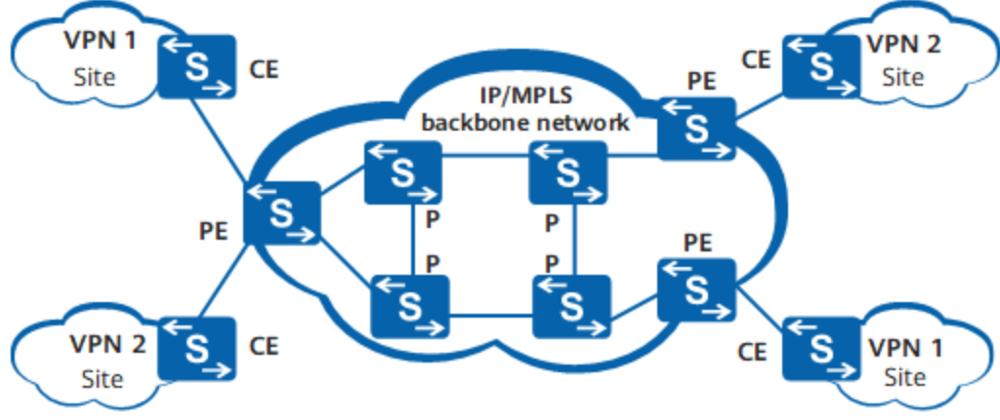 VPN 1
Site
S
CE
CE
S
VPN 2
Site
IP/MPLS
backbone network
PE
S
S
S
S
PE
P
P
P
P
PE
S
S
S
VPN 2
Site
S
CE
CE
S
VPN 1
Site